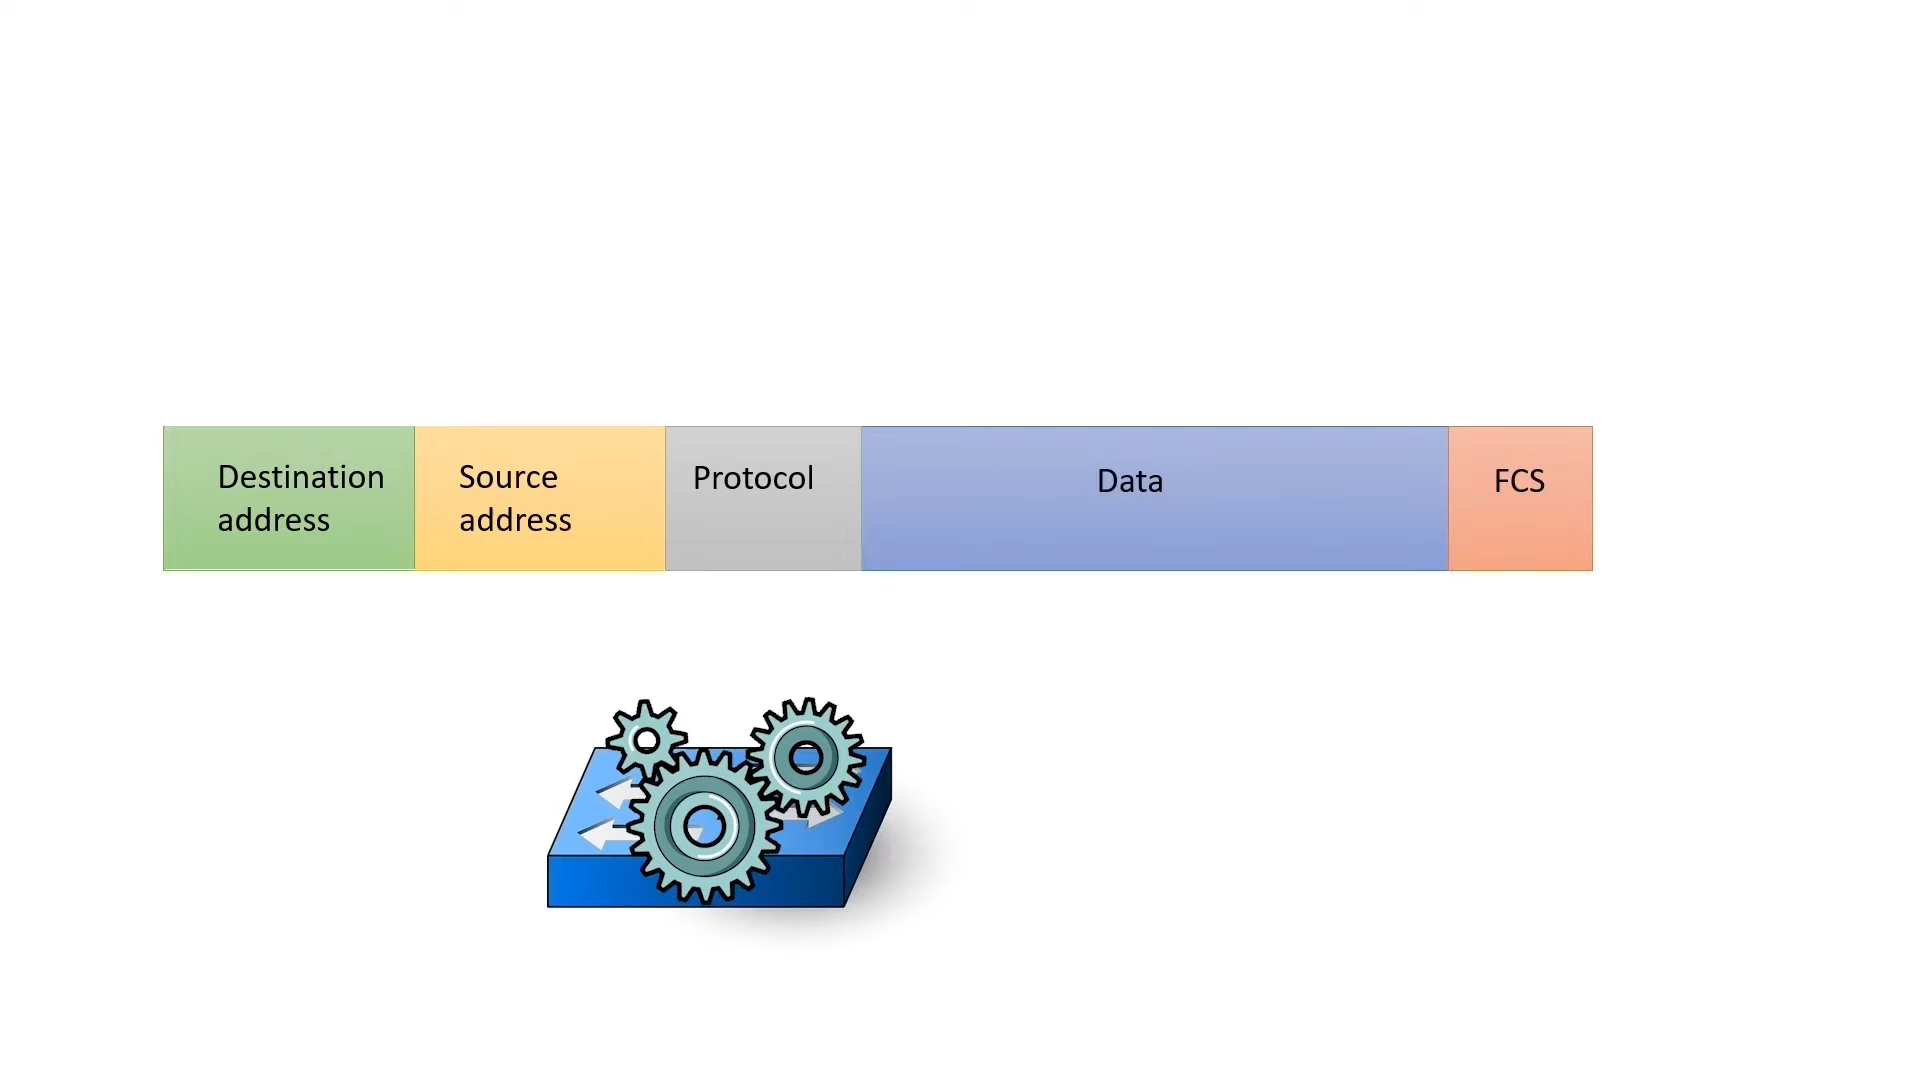 Destination
address
Source
address
Protocol
Data
FCS